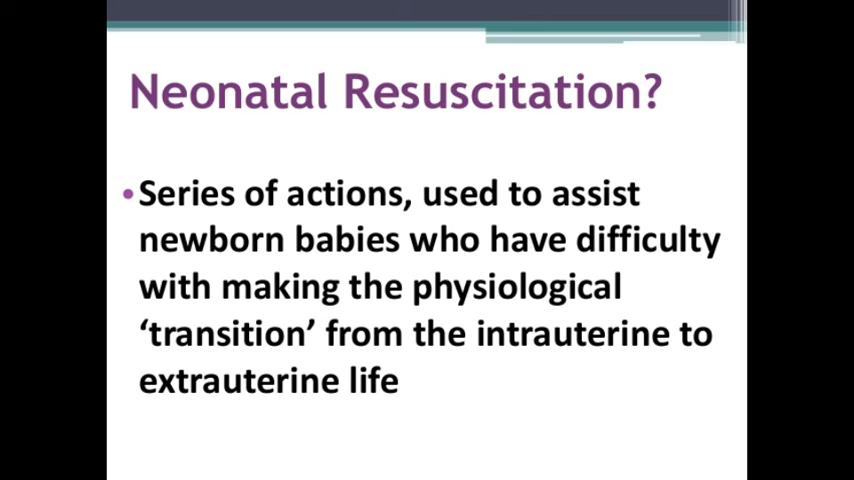 Neonatal Resuscitation?
•Series of actions, used to assist
newborn babies who have difficulty
with making the physiological
‘transition’ from the intrauterine to
extrauterine life